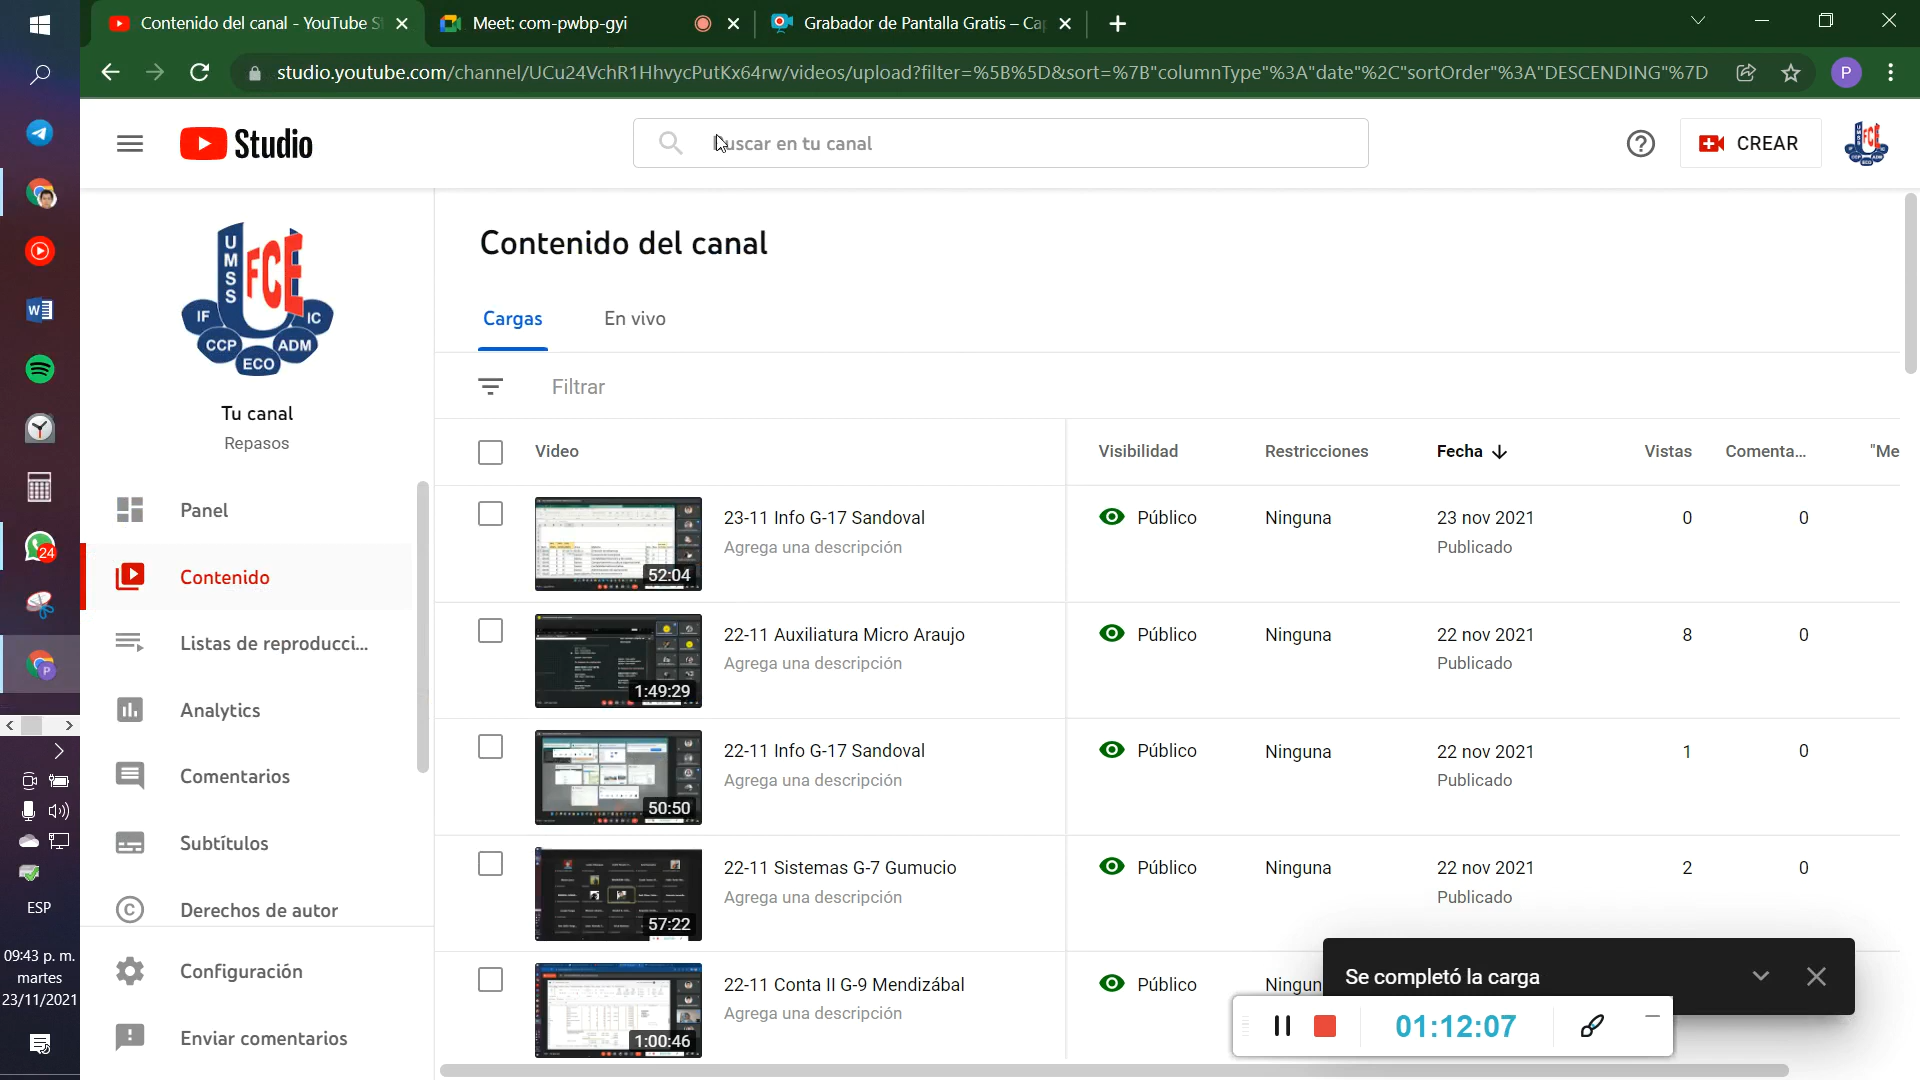 Contenido del canal - YouTube S
Meet: com-pwbp-gyi
Grabador de Pantalla Gratis – Ca
studio.youtube.com/channel/UCu24VchR1HhvycPutKx64rw/videos/upload?filter=%5B%5D&sort=%7B"columnType"%3A"date"%2C"sortOrder"%3A"DESCENDING"%7D
P
Studio
Buscar en tu canal
CREAR
UMSS
FCE
IF
IC
CCP
ADM
ECO
Tu canal
Repasos
Panel
Contenido
Listas de reproducci...
Analytics
Comentarios
Subtítulos
Derechos de autor
Configuración
Enviar comentarios
Contenido del canal
Cargas
En vivo
Filtrar
Video
Visibilidad
Restricciones
Fecha
Vistas
Comenta...
"Me
52:04
23-11 Info G-17 Sandoval
Agrega una descripción
Público
Ninguna
23 nov 2021
Publicado
0
0
1:49:29
22-11 Auxiliatura Micro Araujo
Agrega una descripción
Público
Ninguna
22 nov 2021
Publicado
8
0
50:50
22-11 Info G-17 Sandoval
Agrega una descripción
Público
Ninguna
22 nov 2021
Publicado
1
0
57:22
22-11 Sistemas G-7 Gumucio
Agrega una descripción
Público
Ninguna
22 nov 2021
Publicado
2
0
1:00:46
22-11 Conta II G-9 Mendizábal
Agrega una descripción
Público
Ningun
Se completó la carga
01:12:07
24
P
ESP
09:43 p. m.
martes
23/11/2021